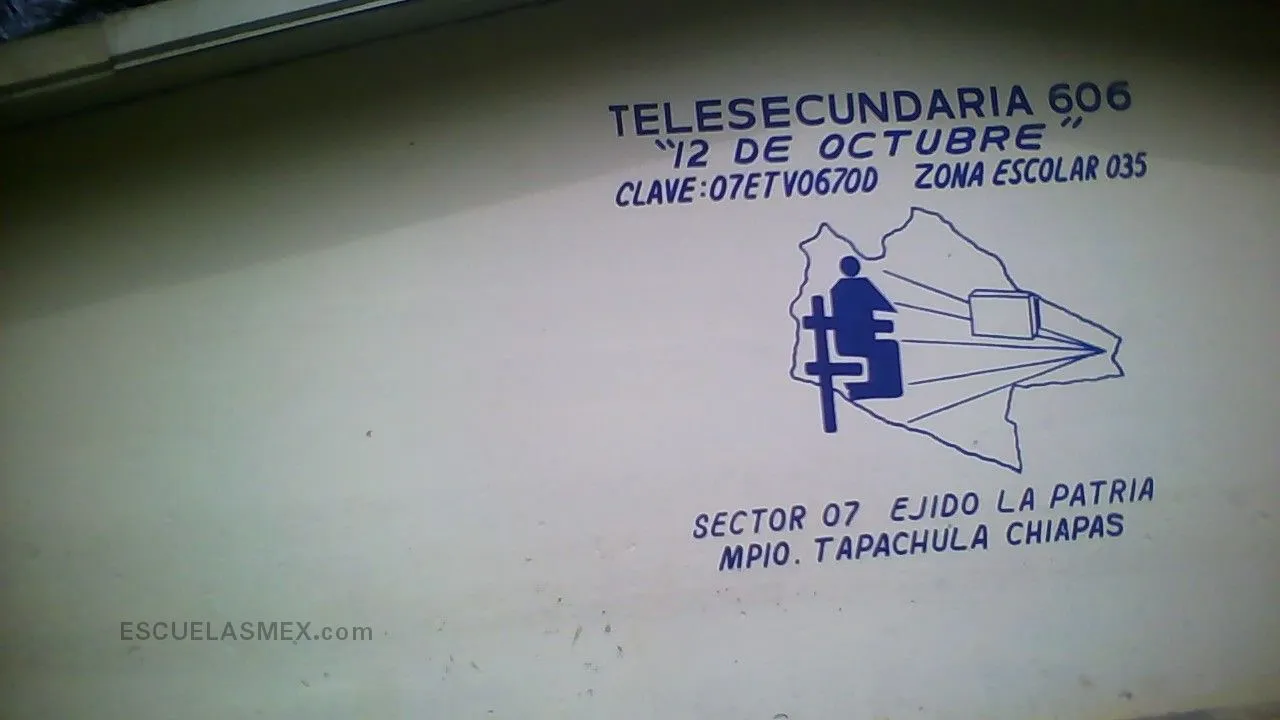 TELESECUNDARIA 606
"12 DE OCTUBRE"
CLAVE:07ETV0670D ZONA ESCOLAR 035
SECTOR 07 EJIDO LA PATRIA
MPIO. TAPACHULA CHIAPAS
ESCUELASMEX.com